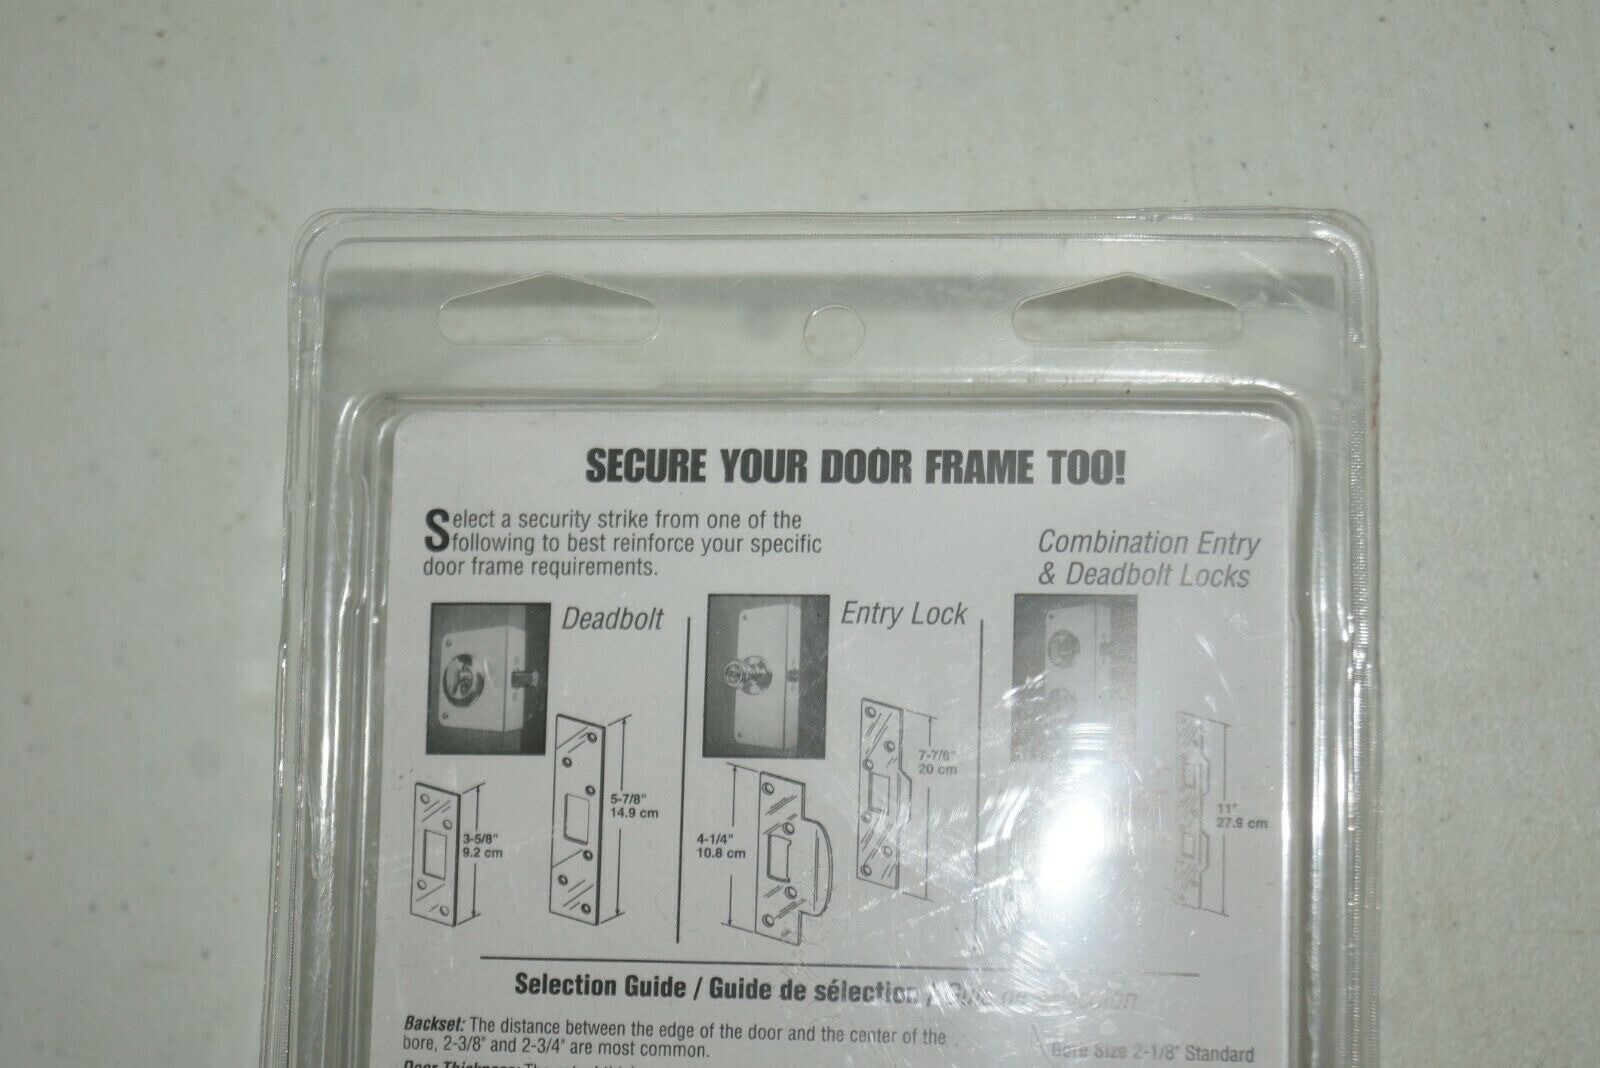 SECURE YOUR DOOR FRAME TOO!
Select a security strike from one of the
following to best reinforce your specific
door frame requirements.
Deadbolt
3-5/8"
9.2 cm
5-7/8"
14.9 cm
Entry Lock
4-1/4"
10.8 cm
7-7/8"
20 cm
Combination Entry
& Deadbolt Locks
11"
27.9 cm
Selection Guide / Guide de sélection /
Backset: The distance between the edge of the door and the center of the
bore, 2-3/8" and 2-3/4" are most common.
Bore Size 2-1/8" Standard
Door Thickness: The